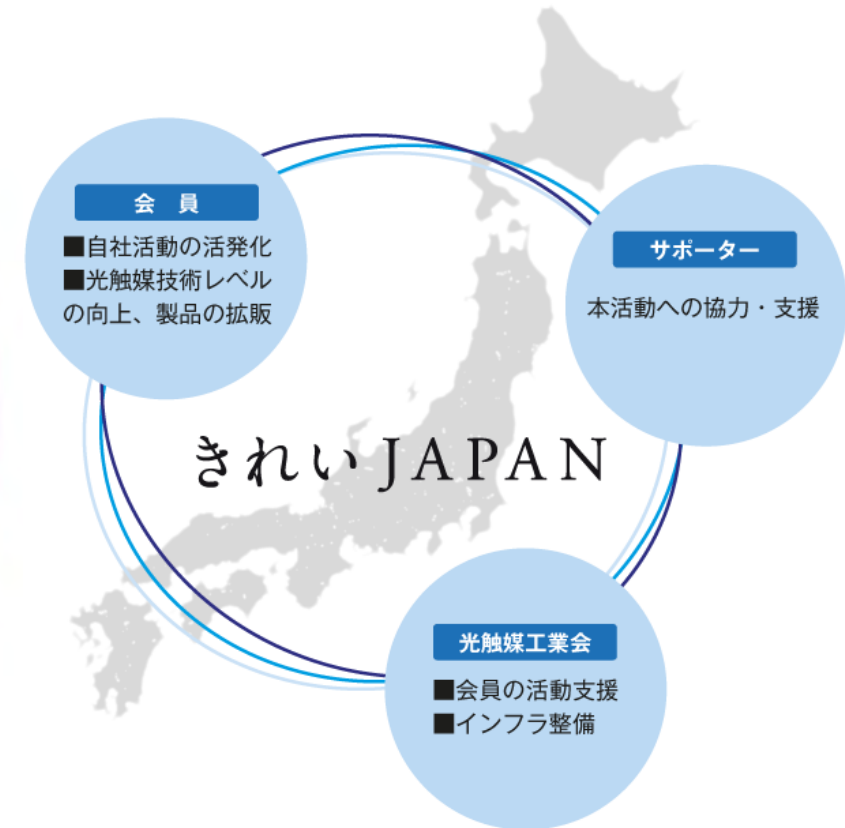 会 員
■自社活動の活発化
■光触媒技術レベル
の向上、製品の拡販
サポーター
本活動への協力・支援
きれいJAPAN
光触媒工業会
■会員の活動支援
■インフラ整備